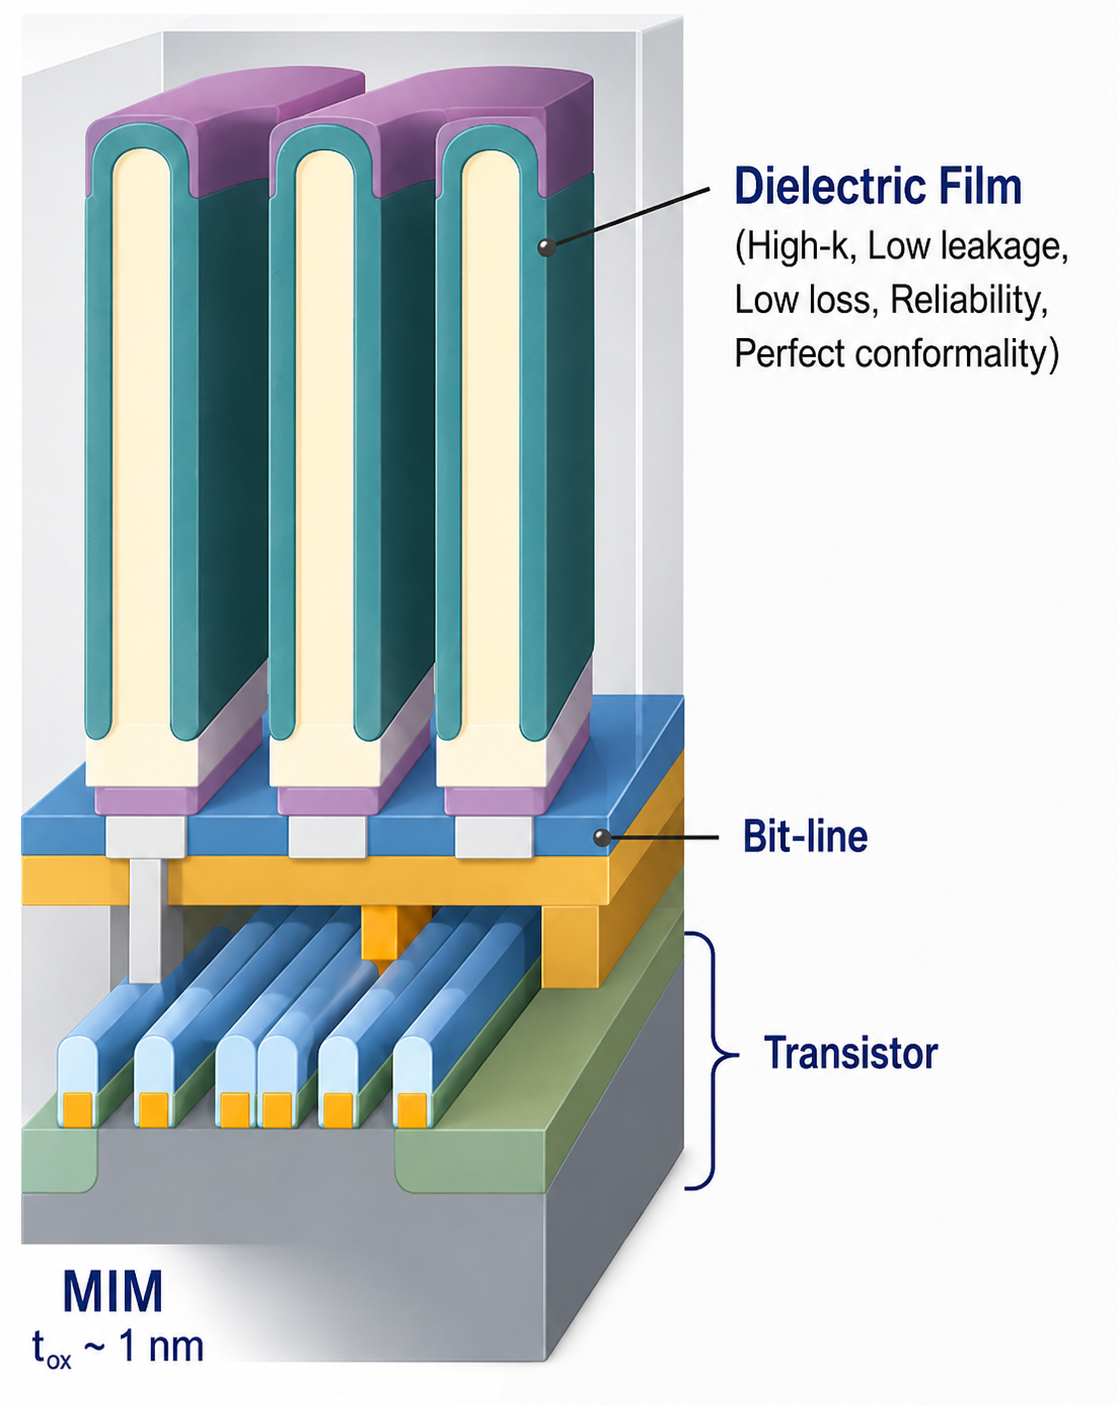 Dielectric Film
(High-k, Low leakage,
Low loss, Reliability,
Perfect conformality)
Bit-line
Transistor
MIM
tox ~ 1 nm